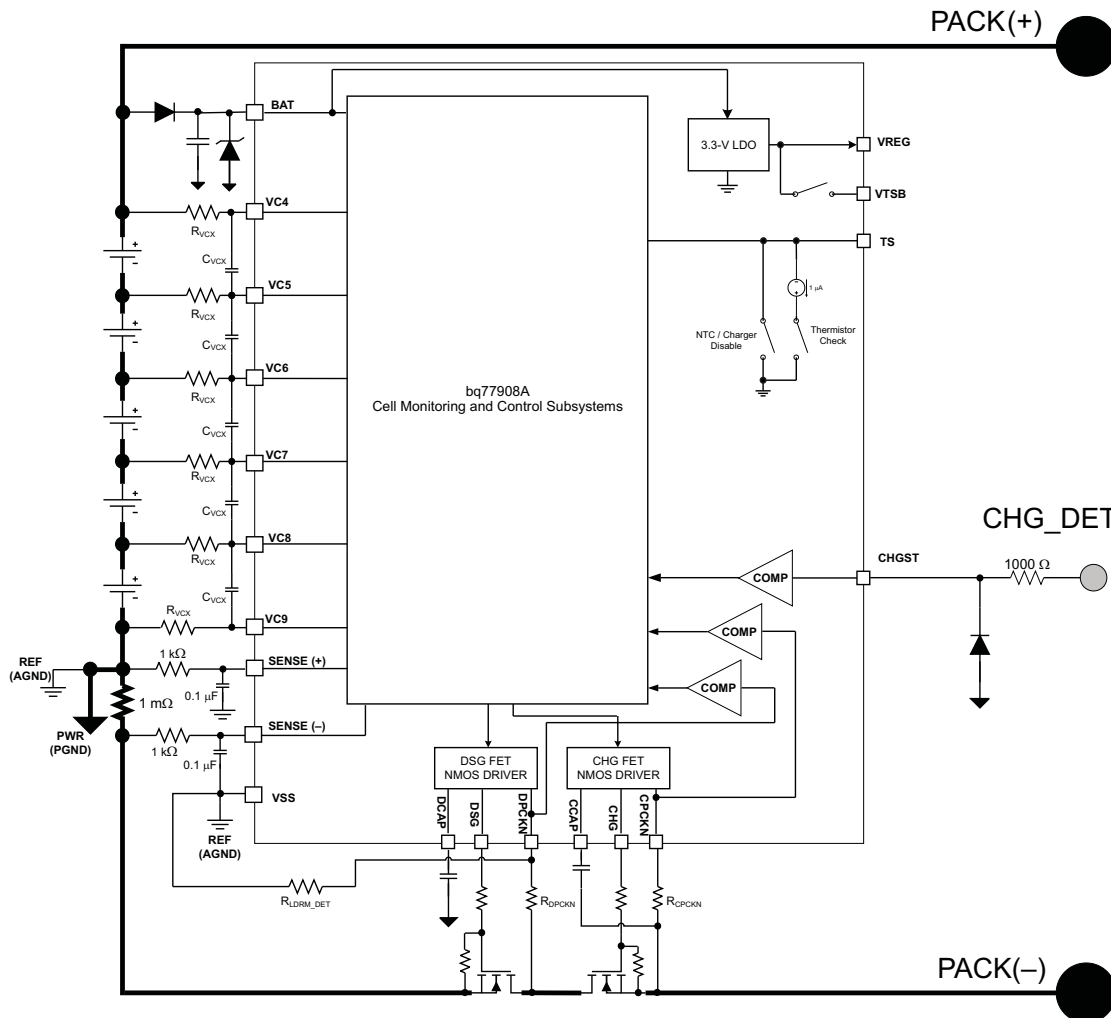 PACK(+)
BAT
3.3-V LDO
VREG
VTSB
VC4
RVCX
TS
CVCX
VC5
1 µA
RVCX
NTC / Charger
Disable
Thermistor
Check
CVCX
VC6
bq77908A
Cell Monitoring and Control Subsystems
RVCX
CVCX
VC7
RVCX
CVCX
CHG_DET
VC8
RVCX
COMP
CHGST
1000 Ω
CVCX
RVCX
VC9
COMP
REF
(AGND)
1 kΩ
SENSE (+)
COMP
0.1 µF
1 mΩ
PWR
(PGND)
SENSE (–)
1 kΩ
0.1 µF
DSG FET
NMOS DRIVER
CHG FET
NMOS DRIVER
VSS
DCAP
DSG
DPCKN
CCAP
CHG
CPCKN
REF
(AGND)
RLDRM_DET
RDPCKN
RCPCKN
PACK(–)